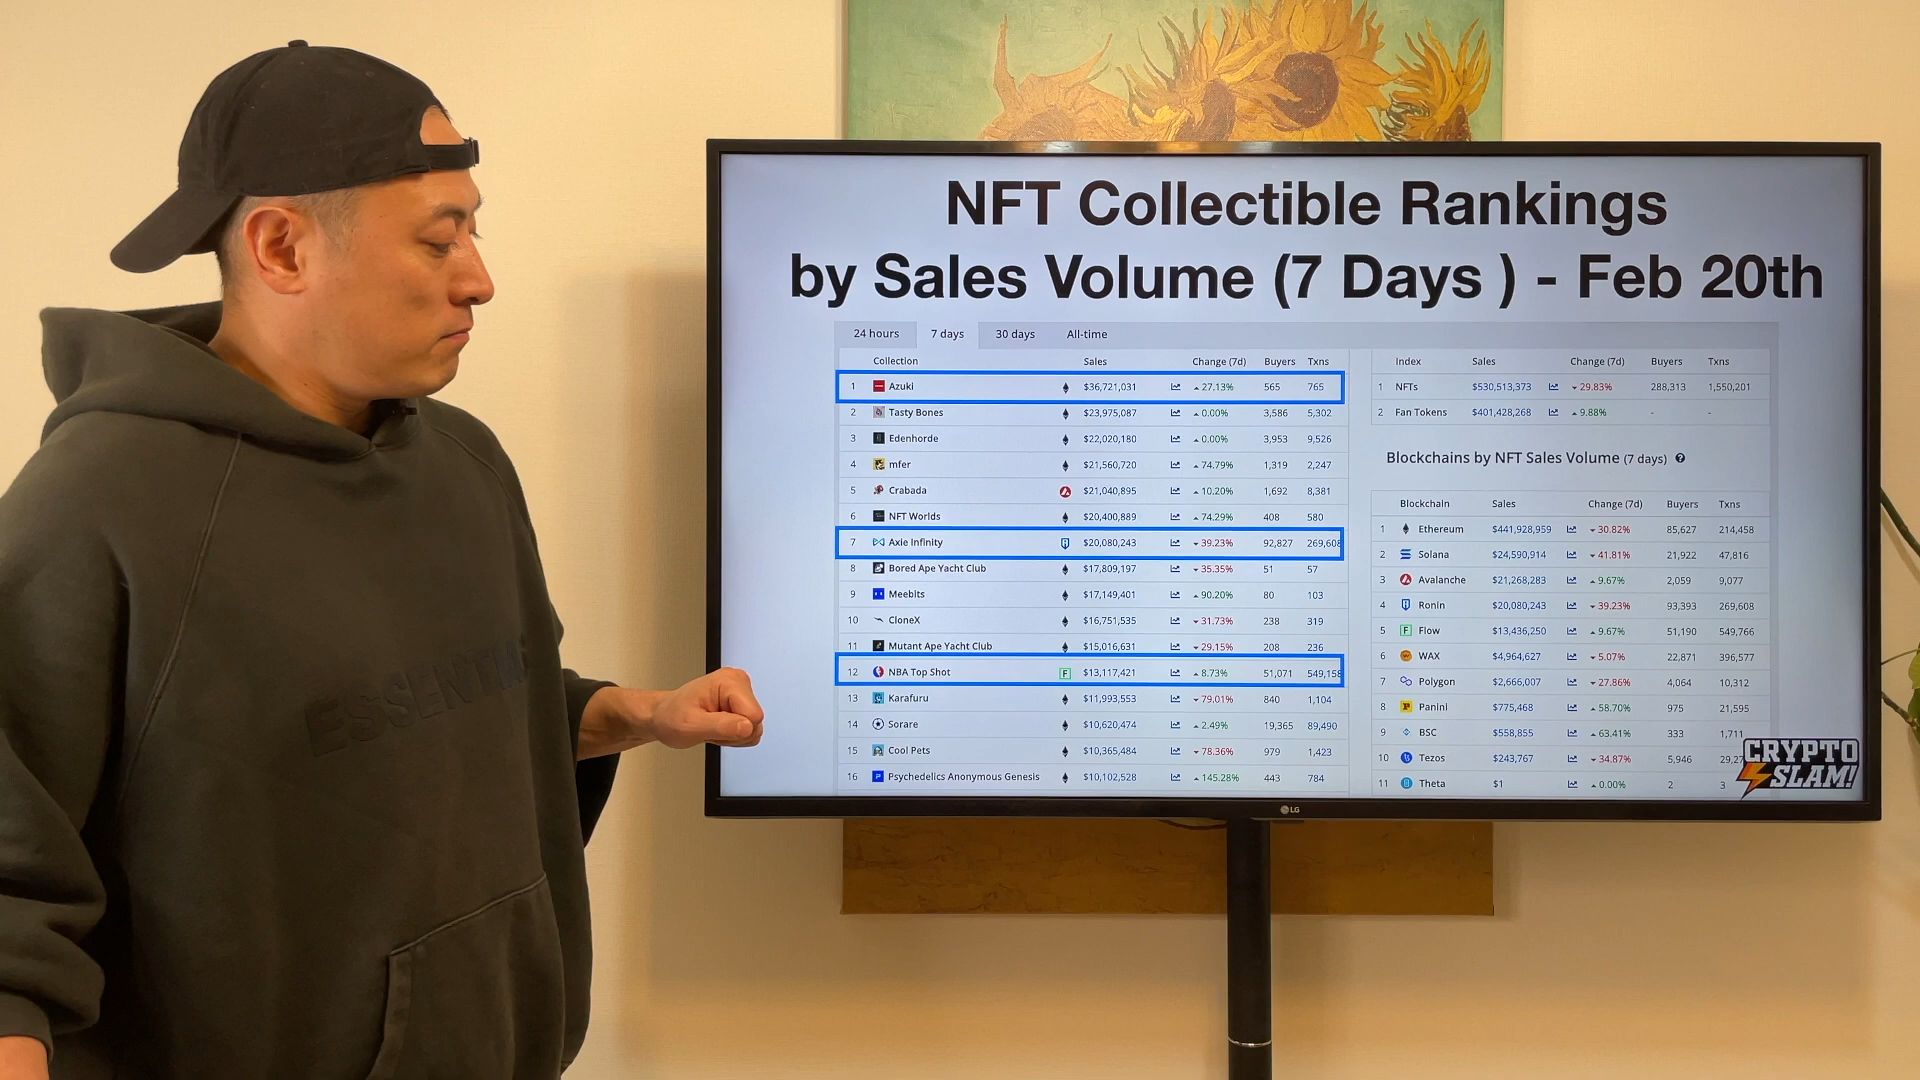 NFT Collectible Rankings
by Sales Volume (7 Days ) - Feb 20th
24 hours 7 days 30 days All-time
Collection Sales Change (7d) Buyers Txns
1 Azuki $36,721,031 27.13% 565 765
2 Tasty Bones $23,975,087 0.00% 3,586 5,302
3 Edenhorde $22,020,180 0.00% 3,953 9,526
4 mfer $21,560,720 74.79% 1,319 2,247
5 Crabada $21,040,895 10.20% 1,692 8,381
6 NFT Worlds $20,400,889 74.29% 408 580
7 Axie Infinity $20,080,243 39.23% 92,827 269,608
8 Bored Ape Yacht Club $17,809,197 35.35% 51 57
9 Meebits $17,149,401 90.20% 80 103
10 CloneX $16,751,535 31.73% 238 319
11 Mutant Ape Yacht Club $15,016,631 29.15% 208 236
12 NBA Top Shot F $13,117,421 8.73% 51,071 549,158
13 Karafuru $11,993,553 79.01% 840 1,104
14 Sorare $10,620,474 2.49% 19,365 89,490
15 Cool Pets $10,365,484 78.36% 979 1,423
16 Psychedelics Anonymous Genesis $10,102,528 145.28% 443 784
Index Sales Change (7d) Buyers Txns
1 NFTs $530,513,373 29.83% 288,313 1,550,201
2 Fan Tokens $401,428,268 9.88% - -
Blockchains by NFT Sales Volume (7 days) ?
Blockchain Sales Change (7d) Buyers Txns
1 Ethereum $441,928,959 30.82% 85,627 214,458
2 Solana $24,590,914 41.81% 21,922 47,816
3 Avalanche $21,268,283 9.67% 2,059 9,077
4 Ronin $20,080,243 39.23% 93,393 269,608
5 F Flow $13,436,250 9.67% 51,190 549,766
6 WAX $4,964,627 5.07% 22,871 396,577
7 Polygon $2,666,007 27.86% 4,064 10,312
8 Panini $775,468 58.70% 975 21,595
9 BSC $558,855 63.41% 333 1,711
10 Tezos $243,767 34.87% 5,946
11 Theta $1 0.00% 2 3
CRYPTO
SLAM!
LG